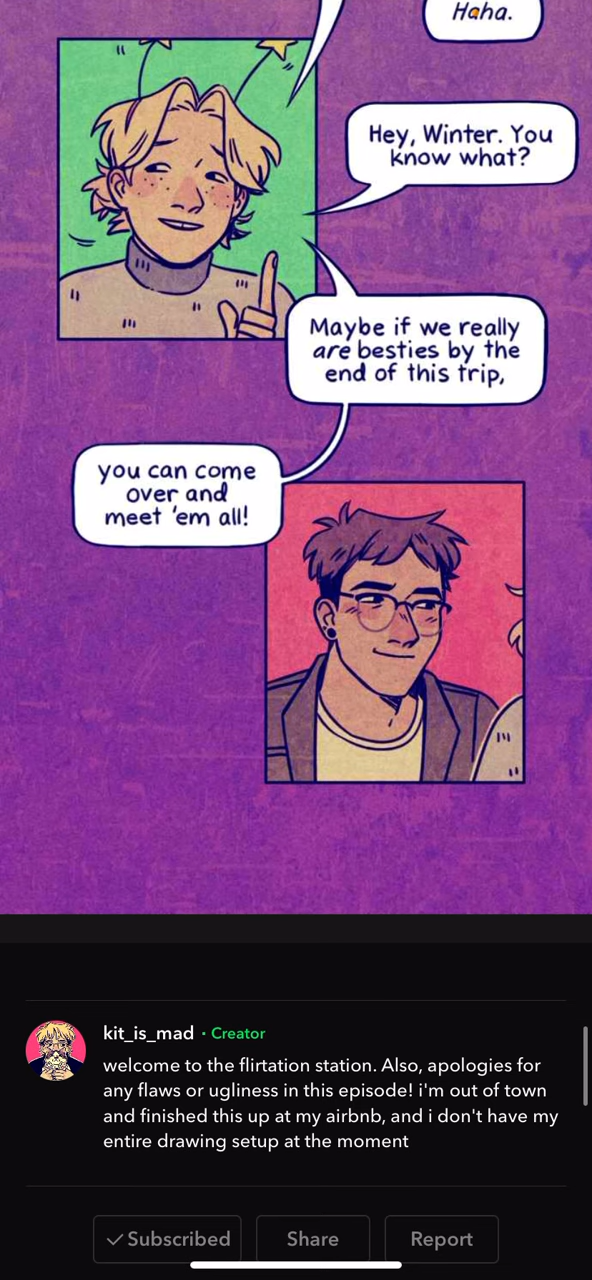 Haha.
Hey, Winter. You
know what?
Maybe if we really
are besties by the
end of this trip,
you can come
over and
meet 'em all!
kit_is_mad · Creator
welcome to the flirtation station. Also, apologies for
any flaws or ugliness in this episode! i'm out of town
and finished this up at my airbnb, and i don't have my
entire drawing setup at the moment
Subscribed
Share
Report